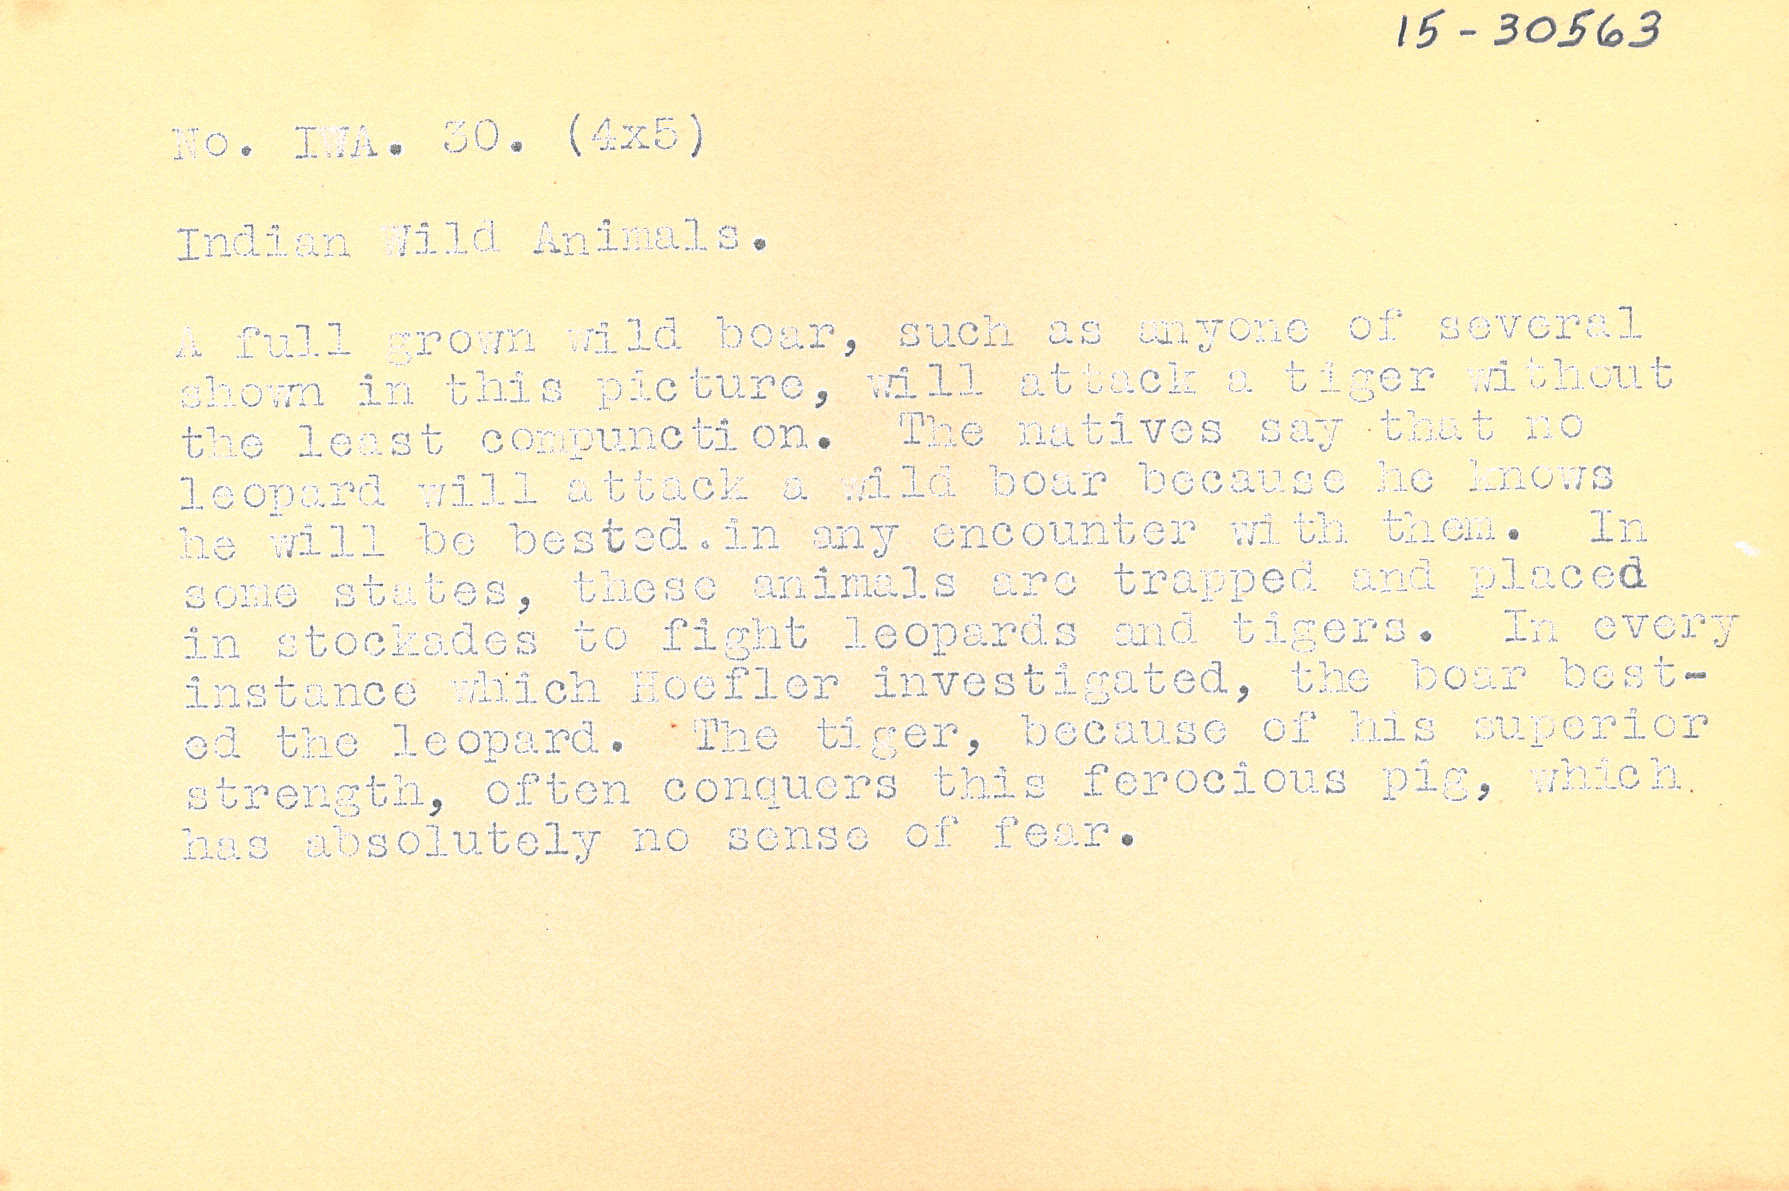 15-30563
No. IWA. 30. (4x5)
Indian Wild Animals.
A full grown wild boar, such as anyone of several
shown in this picture, will attack a tiger without
the least compunction.  The natives say that no
leopard will attack a wild boar because he knows
he will be bested.in any encounter with them.  In
some states, these animals are trapped and placed
in stockades to fight leopards and tigers.  In every
instance which Hoefler investigated, the boar best-
ed the leopard.  The tiger, because of his superior
strength, often conquers this ferocious pig, which
has absolutely no sense of fear.